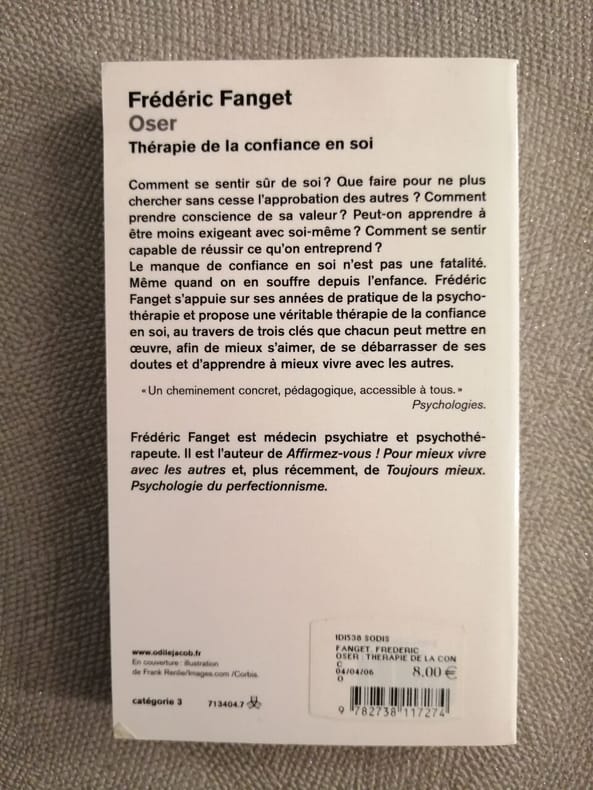 Frédéric Fanget
Oser
Thérapie de la confiance en soi
Comment se sentir sûr de soi ? Que faire pour ne plus
chercher sans cesse l'approbation des autres ? Comment
prendre conscience de sa valeur ? Peut-on apprendre à
être moins exigeant avec soi-même ? Comment se sentir
capable de réussir ce qu'on entreprend ?
Le manque de confiance en soi n'est pas une fatalité.
Même quand on en souffre depuis l'enfance. Frédéric
Fanget s'appuie sur ses années de pratique de la psycho-
thérapie et propose une véritable thérapie de la confiance
en soi, au travers de trois clés que chacun peut mettre en
œuvre, afin de mieux s'aimer, de se débarrasser de ses
doutes et d'apprendre à mieux vivre avec les autres.
« Un cheminement concret, pédagogique, accessible à tous. »
Psychologies.
Frédéric Fanget est médecin psychiatre et psychothé-
rapeute. Il est l'auteur de Affirmez-vous ! Pour mieux vivre
avec les autres et, plus récemment, de Toujours mieux.
Psychologie du perfectionnisme.
www.odilejacob.fr
En couverture : illustration
de Frank Renlie/Images.com /Corbis.
catégorie 3 713404.7
IDI538 SODIS
FANGET, FREDERIC
OSER : THERAPIE DE LA CON
C
04/04/06 8.00 €
0
9 782738 117274